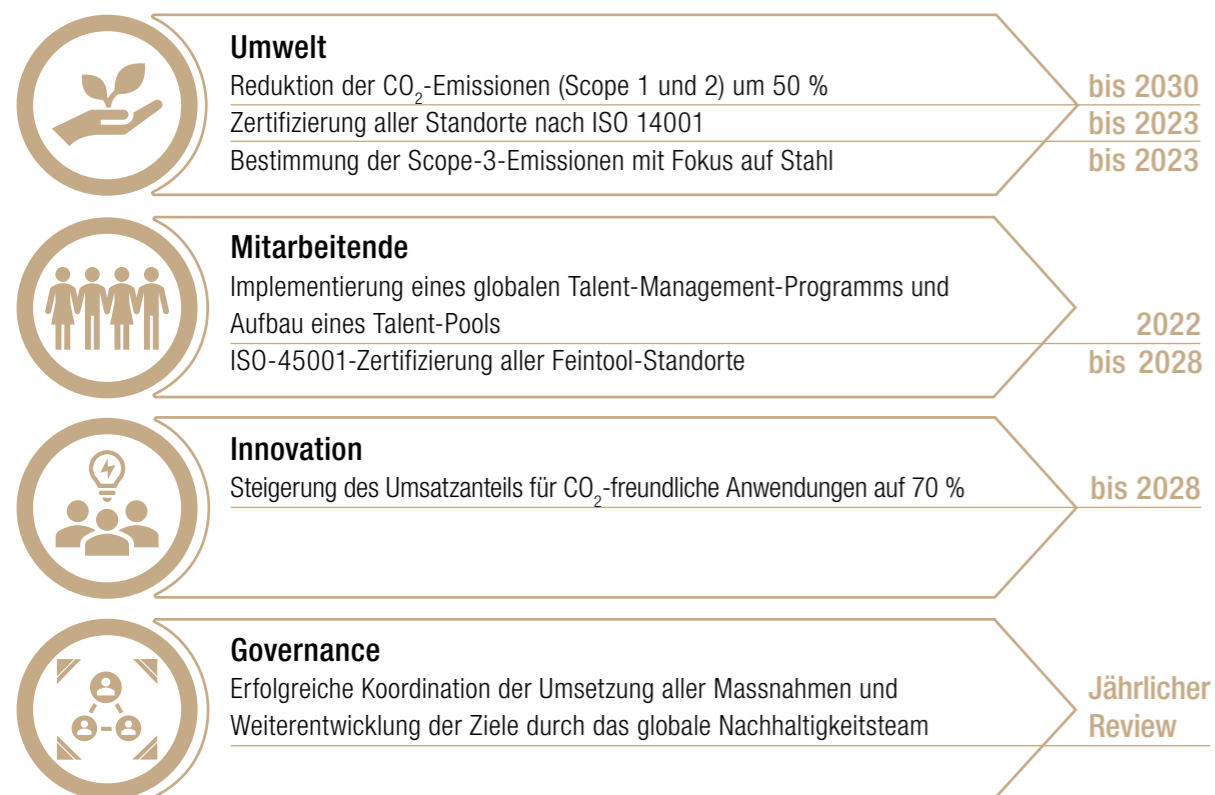 Umwelt
Reduktion der CO₂-Emissionen (Scope 1 und 2) um 50 % bis 2030
Zertifizierung aller Standorte nach ISO 14001 bis 2023
Bestimmung der Scope-3-Emissionen mit Fokus auf Stahl bis 2023
Mitarbeitende
Implementierung eines globalen Talent-Management-Programms und
Aufbau eines Talent-Pools 2022
ISO-45001-Zertifizierung aller Feintool-Standorte bis 2028
Innovation
Steigerung des Umsatzanteils für CO₂-freundliche Anwendungen auf 70 % bis 2028
Governance
Erfolgreiche Koordination der Umsetzung aller Massnahmen und Jährlicher
Weiterentwicklung der Ziele durch das globale Nachhaltigkeitsteam Review